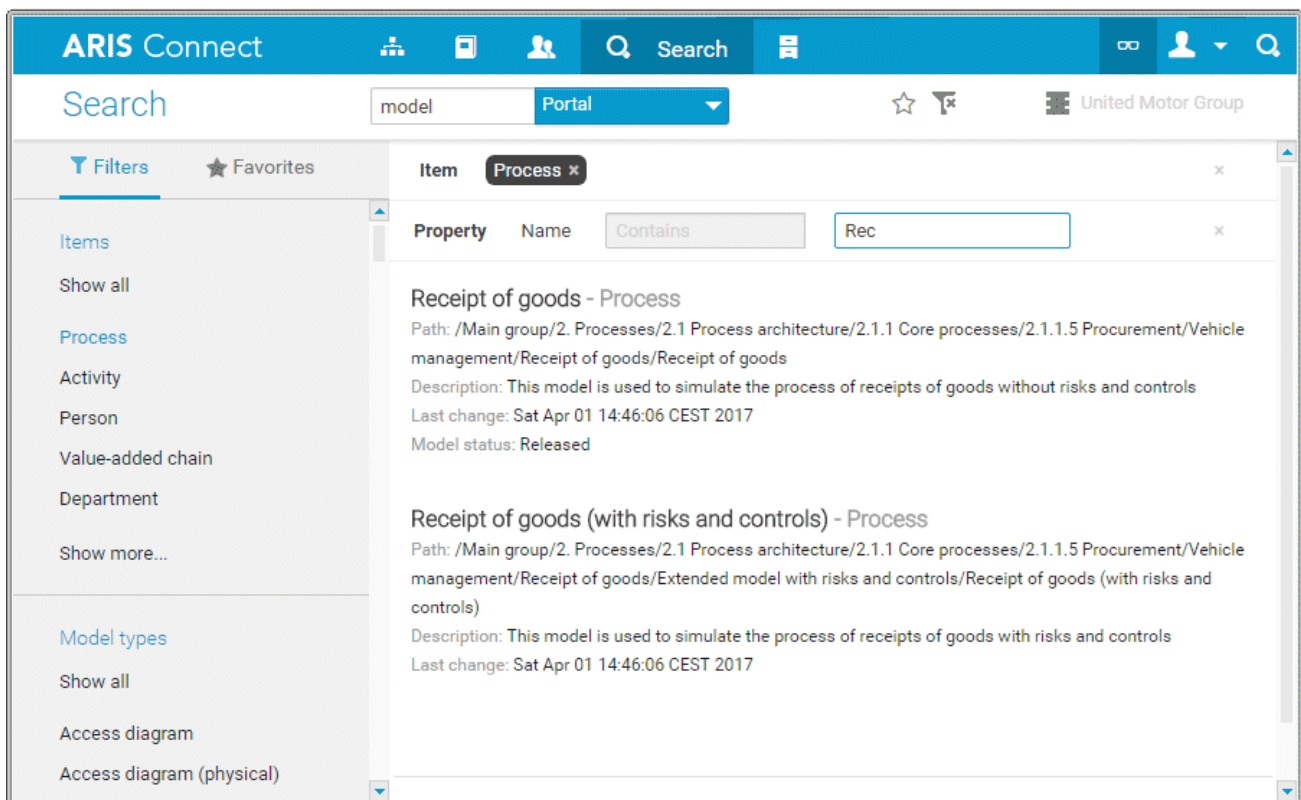 ARIS Connect
Search
Search
model
Portal
United Motor Group
Filters
Favorites
Items
Show all
Process
Activity
Person
Value-added chain
Department
Show more...
Model types
Show all
Access diagram
Access diagram (physical)
Item
Process ×
×
Property
Name
Contains
Rec
×
Receipt of goods - Process
Path: /Main group/2. Processes/2.1 Process architecture/2.1.1 Core processes/2.1.1.5 Procurement/Vehicle
management/Receipt of goods/Receipt of goods
Description: This model is used to simulate the process of receipts of goods without risks and controls
Last change: Sat Apr 01 14:46:06 CEST 2017
Model status: Released
Receipt of goods (with risks and controls) - Process
Path: /Main group/2. Processes/2.1 Process architecture/2.1.1 Core processes/2.1.1.5 Procurement/Vehicle
management/Receipt of goods/Extended model with risks and controls/Receipt of goods (with risks and
controls)
Description: This model is used to simulate the process of receipts of goods with risks and controls
Last change: Sat Apr 01 14:46:06 CEST 2017